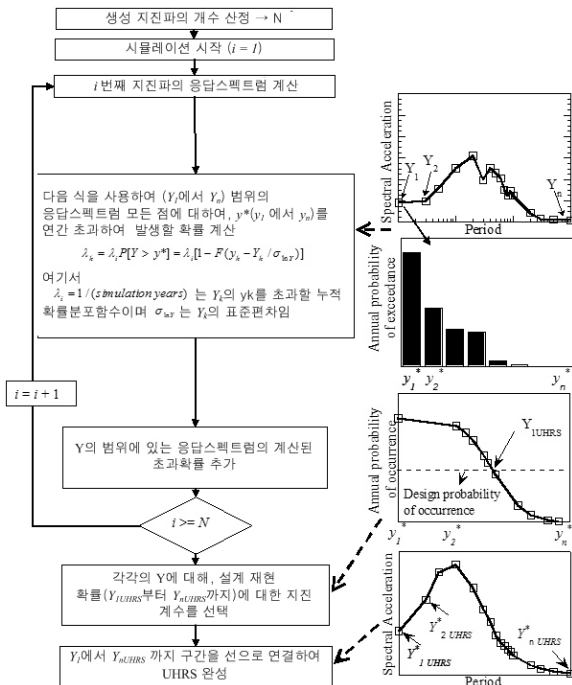 생성 지진파의 개수 산정 → N
시뮬레이션 시작 (i = 1)
i 번째 지진파의 응답스펙트럼 계산
다음 식을 사용하여 (Y₁에서 Yₙ) 범위의
응답스펙트럼 모든 점에 대하여, y*(y₁ 에서 yₙ)를
연간 초과하여 발생할 확률 계산
λₖ = λᵢP[Y > y*] = λᵢ[1 − F(yₖ − Yₖ / σ_lnY)]
여기서
λᵢ = 1/(simulation years) 는 Yₖ의 yk를 초과할 누적
확률분포함수이며 σ_lnY 는 Yₖ의 표준편차임
i = i + 1
Y의 범위에 있는 응답스펙트럼의 계산된
초과확률 추가
i >= N
각각의 Y에 대해, 설계 재현
확률(Y1UHRS부터 YnUHRS까지)에 대한 지진
계수를 선택
Y₁에서 YnUHRS 까지 구간을 선으로 연결하여
UHRS 완성
Spectral Acceleration
Y₁
Y₂
Yₙ
Period
Annual probability
of exceedance
y₁*
y₂*
yₙ*
Annual probability
of occurrence
Y1UHRS
Design probability
of occurrence
y₁*
y₂*
yₙ*
Spectral Acceleration
Y*1 UHRS
Y*2 UHRS
Y*n UHRS
Period